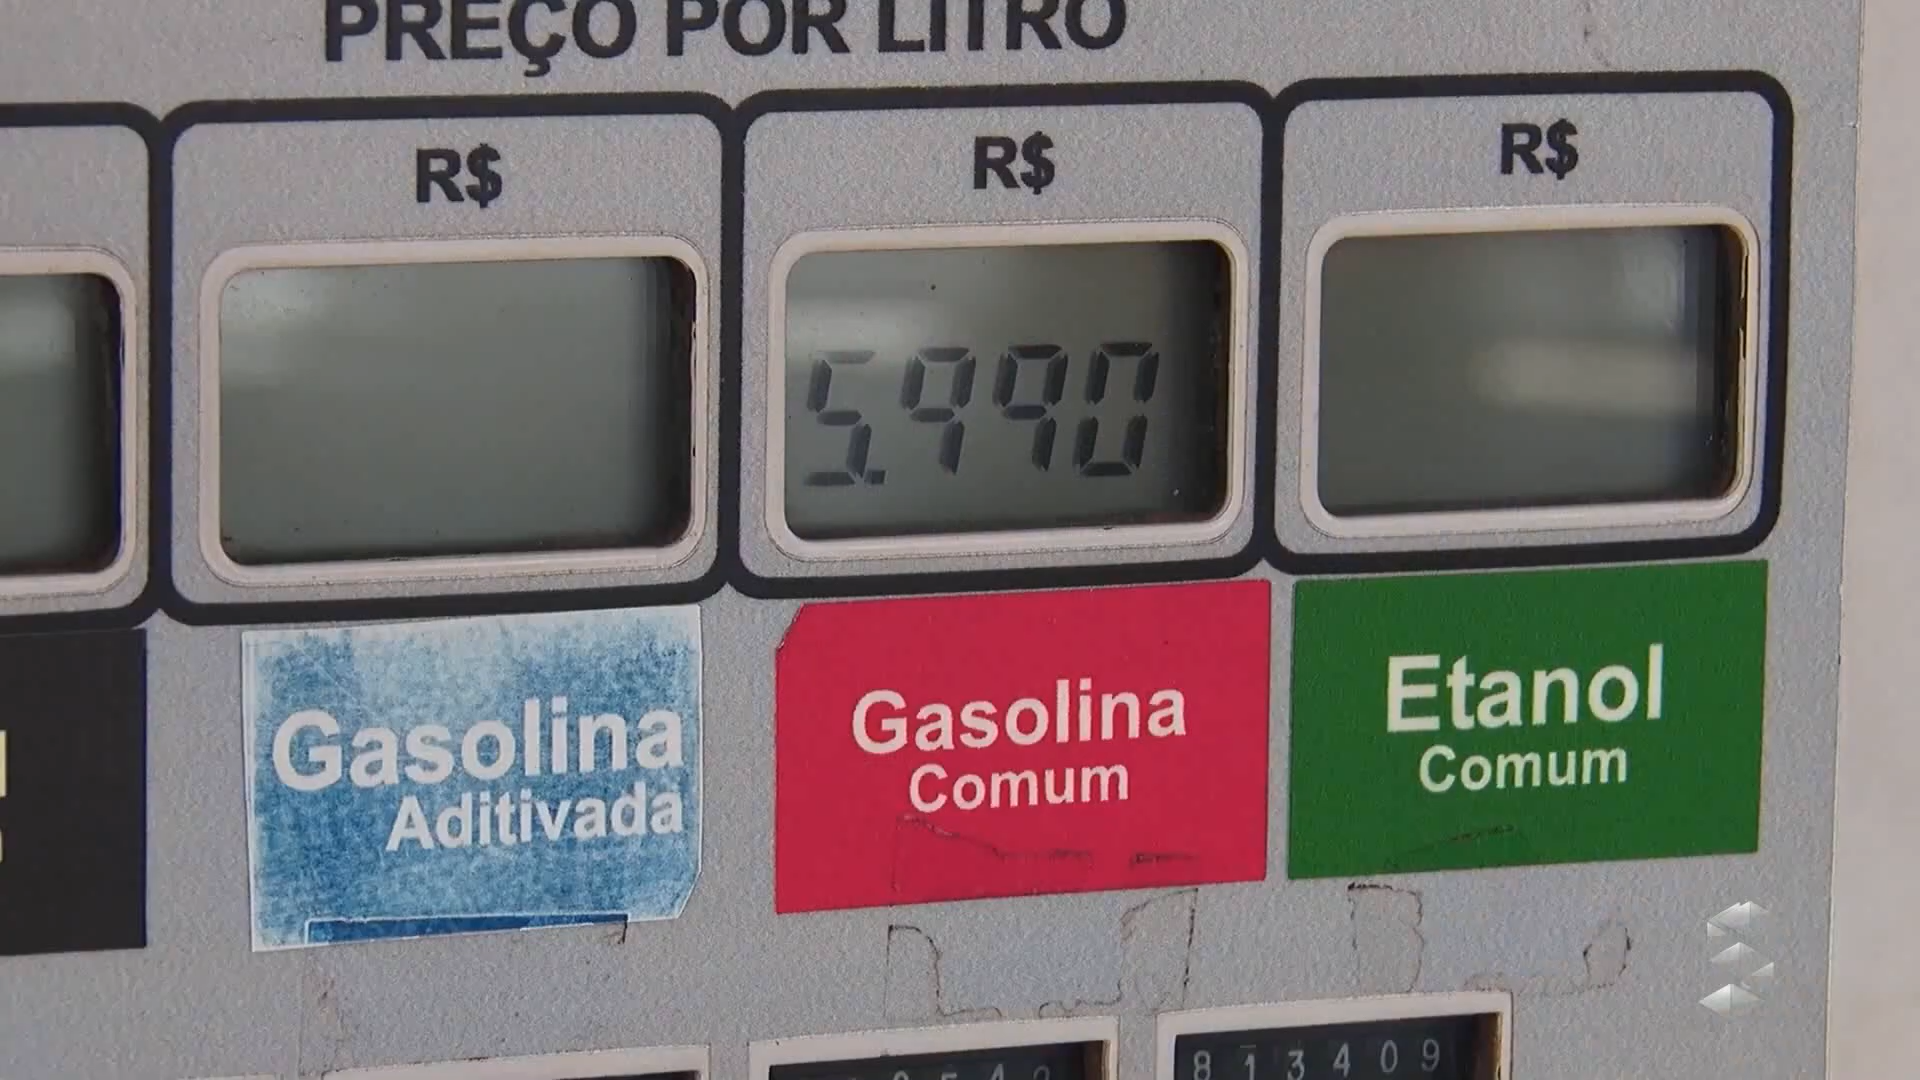 PREÇO POR LITRO
R$
R$
R$
5.990
Gasolina
Aditivada
Gasolina
Comum
Etanol
Comum
813409